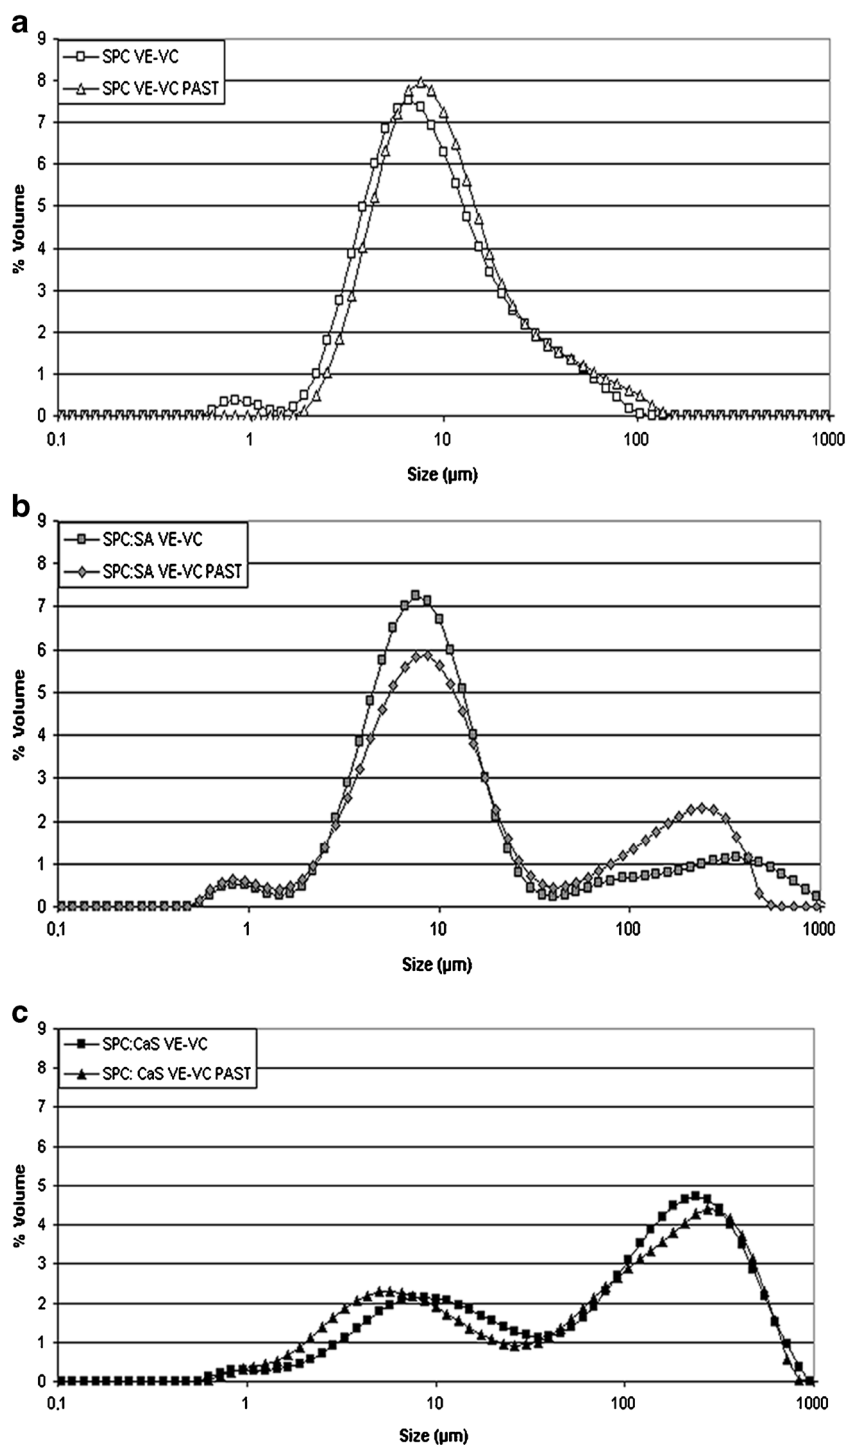 a
9
SPC VE-VC
8
SPC VE-VC PAST
7
6
5
4
3
2
1
0
% Volume
0.1 1 10 100 1000
Size (µm)
b
9
SPC:SA VE-VC
8
SPC:SA VE-VC PAST
7
6
5
4
3
2
1
0
% Volume
0.1 1 10 100 1000
Size (µm)
c
9
SPC:CaS VE-VC
8
SPC: CaS VE-VC PAST
7
6
5
4
3
2
1
0
% Volume
0.1 1 10 100 1000
Size (µm)